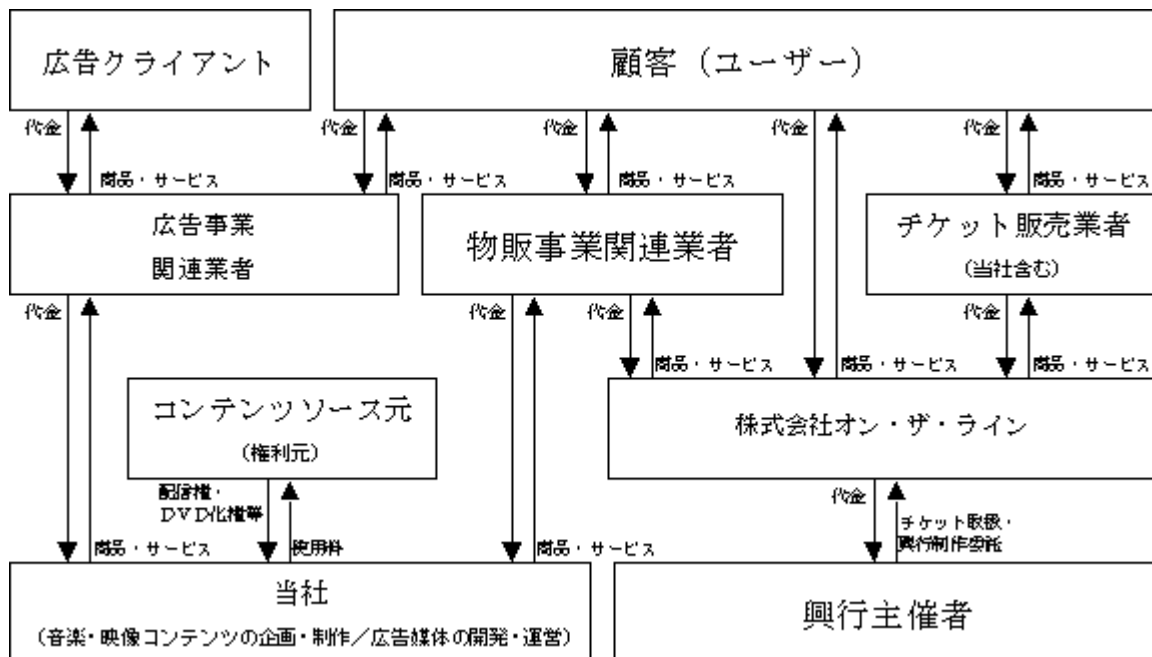 広告クライアント
顧客（ユーザー）
代金
代金
代金
代金
代金
商品・サービス
商品・サービス
商品・サービス
商品・サービス
広告事業
関連業者
物販事業関連業者
チケット販売業者
（当社含む）
代金
代金
代金
代金
商品・サービス
商品・サービス
商品・サービス
コンテンツソース元
（権利元）
株式会社オン・ザ・ライン
配信権・
ＤＶＤ化権等
代金
チケット取扱・
興行制作委託
商品・サービス
使用料
商品・サービス
当社
（音楽・映像コンテンツの企画・制作／広告媒体の開発・運営）
興行主催者